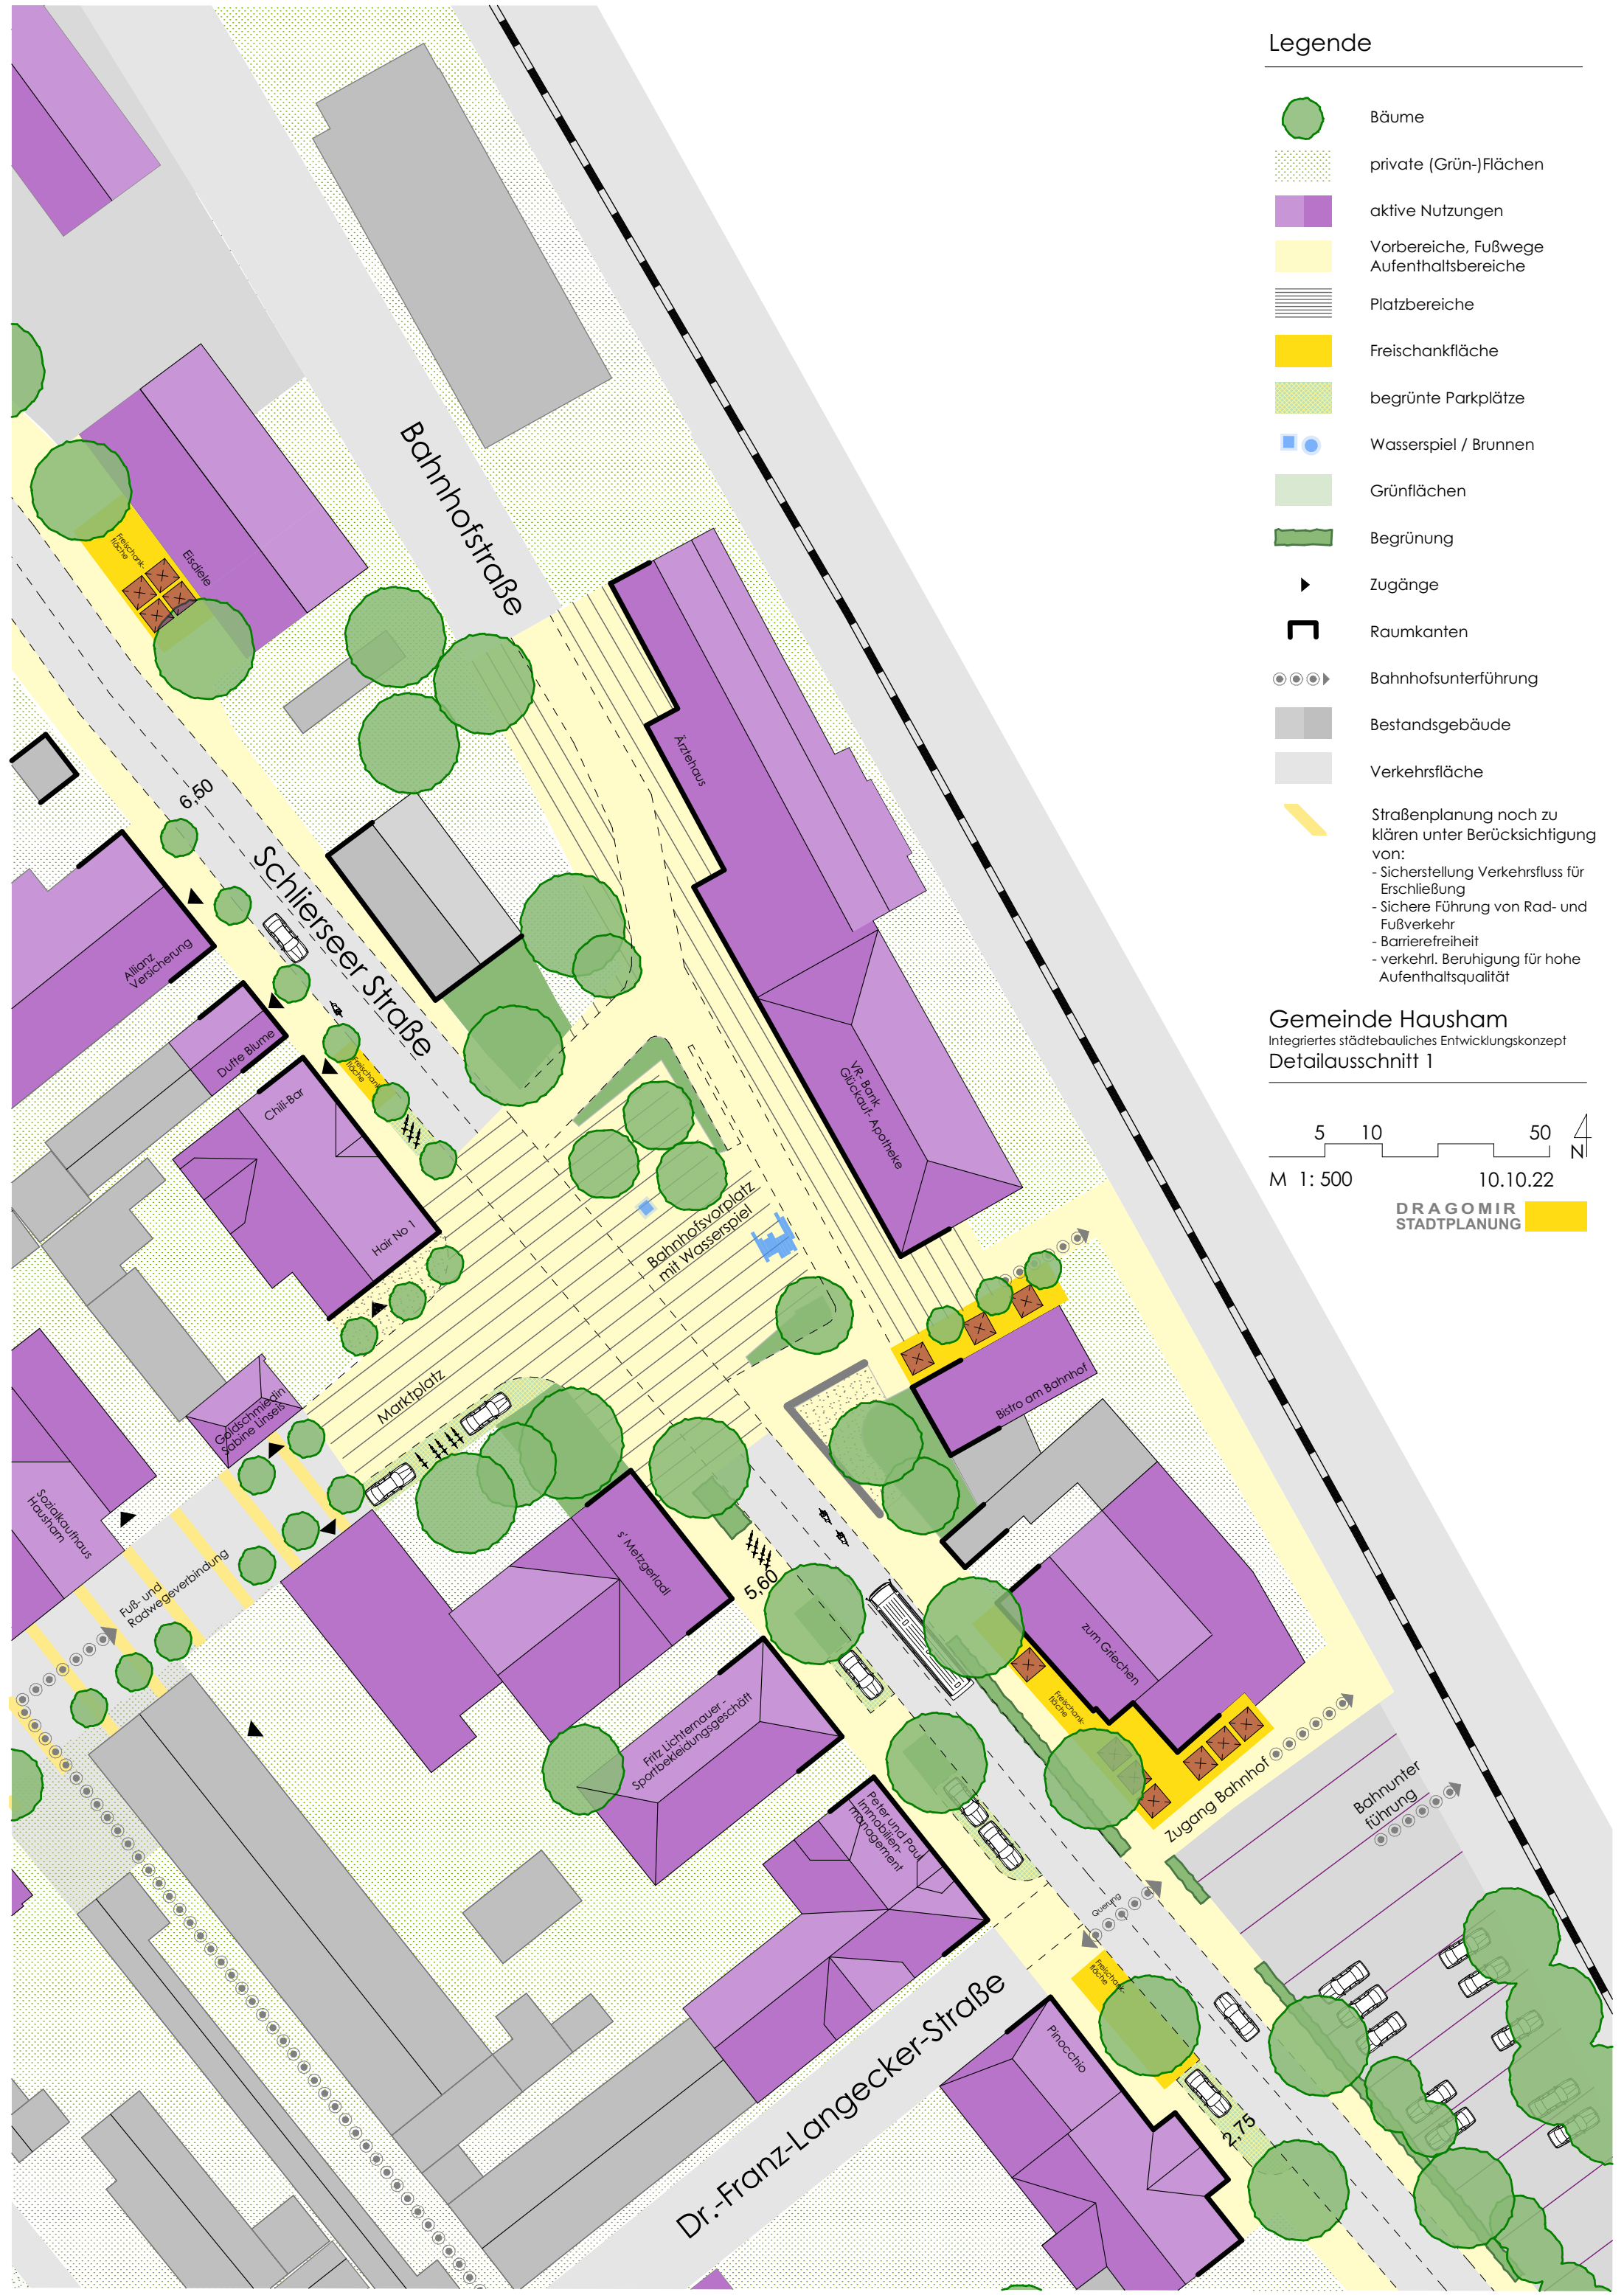 Legende
Bäume
private (Grün-)Flächen
aktive Nutzungen
Vorbereiche, Fußwege
Aufenthaltsbereiche
Platzbereiche
Freischankfläche
begrünte Parkplätze
Wasserspiel / Brunnen
Grünflächen
Begrünung
Zugänge
Raumkanten
Bahnhofsunterführung
Bestandsgebäude
Verkehrsfläche
Straßenplanung noch zu
klären unter Berücksichtigung
von:
- Sicherstellung Verkehrsfluss für
Erschließung
- Sichere Führung von Rad- und
Fußverkehr
- Barrierefreiheit
- verkehrl. Beruhigung für hohe
Aufenthaltsqualität
Gemeinde Hausham
Integriertes städtebauliches Entwicklungskonzept
Detailausschnitt 1
5 10 50
N
M 1: 500 10.10.22
DRAGOMIR
STADTPLANUNG
Bahnhofstraße
Freischank-
fläche
Eisdiele
Ärztehaus
6,50
Schlierseer Straße
Allianz
Versicherung
Dufte Blume
Freischank-
fläche
Chili-Bar
Hair No 1
VR- Bank
Glückauf- Apotheke
Bahnhofsvorplatz
mit Wasserspiel
Marktplatz
Goldschmiedin
Sabine Linseis
Bistro am Bahnhof
Sozialkaufhaus
Hausham
Fuß- und
Radwegeverbindung
s' Metzgerladl
5,60
zum Griechen
Freischank-
fläche
Fritz Lichternauer -
Sportbekleidungsgeschäft
Zugang Bahnhof
Bahnunter
führung
Peter und Paul
Immobilien-
management
Querung
Freischank-
fläche
Pinocchio
2,75
Dr.-Franz-Langecker-Straße